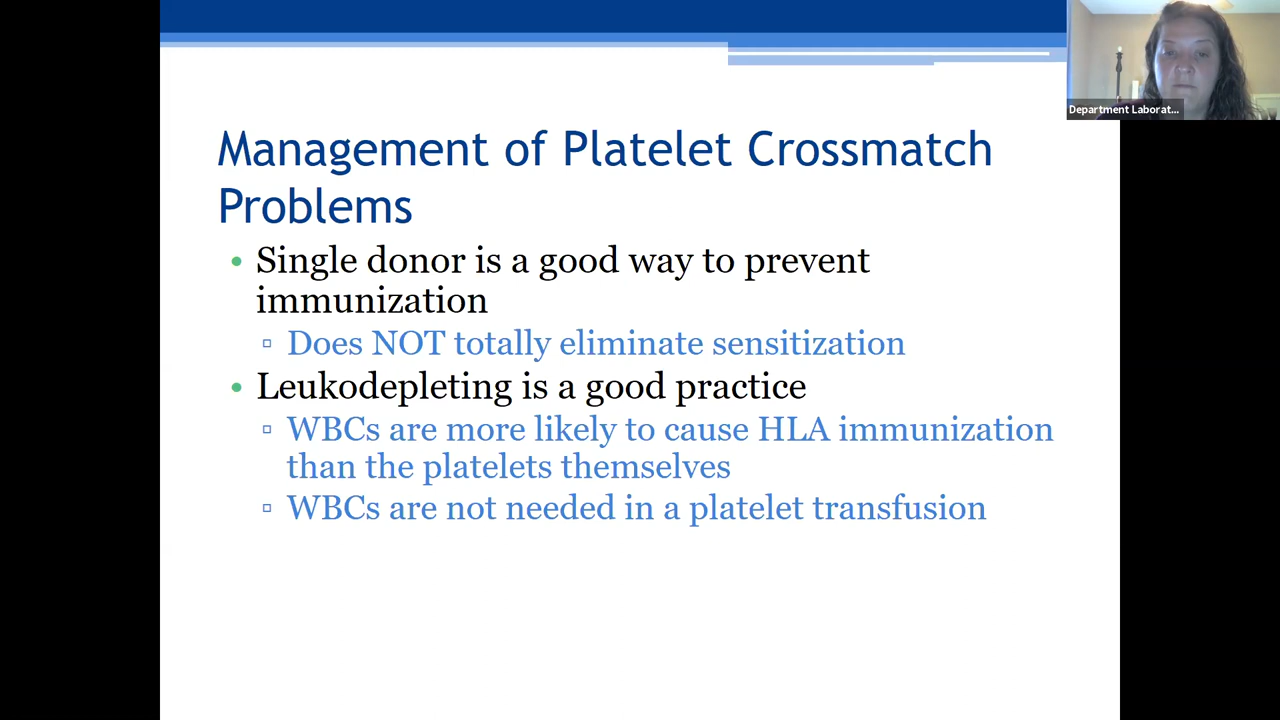 Department Laborat...
Management of Platelet Crossmatch
Problems
• Single donor is a good way to prevent
immunization
▫ Does NOT totally eliminate sensitization
• Leukodepleting is a good practice
▫ WBCs are more likely to cause HLA immunization
than the platelets themselves
▫ WBCs are not needed in a platelet transfusion